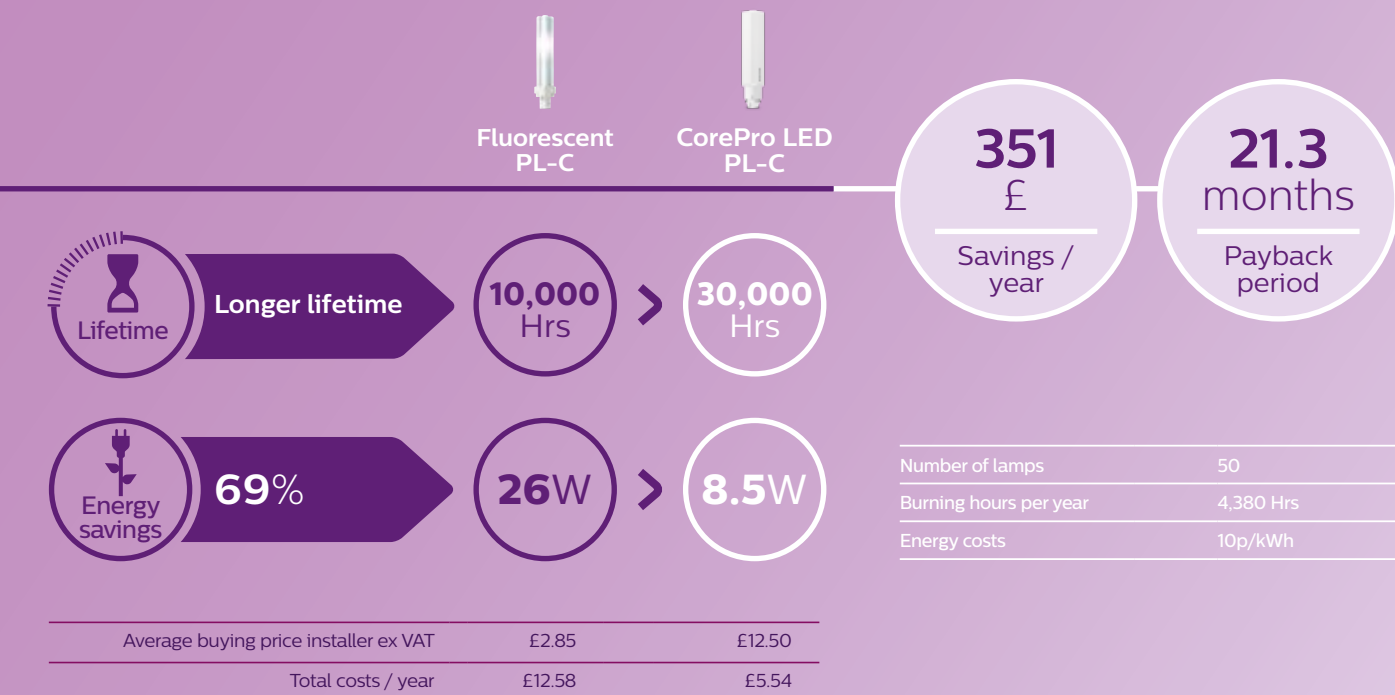 Fluorescent
PL-C
CorePro LED
PL-C
351
£
Savings /
year
21.3
months
Payback
period
Lifetime
Longer lifetime
10,000
Hrs
>
30,000
Hrs
Energy
savings
69%
26W
>
8.5W
Number of lamps 50
Burning hours per year 4,380 Hrs
Energy costs 10p/kWh
Average buying price installer ex VAT £2.85 £12.50
Total costs / year £12.58 £5.54